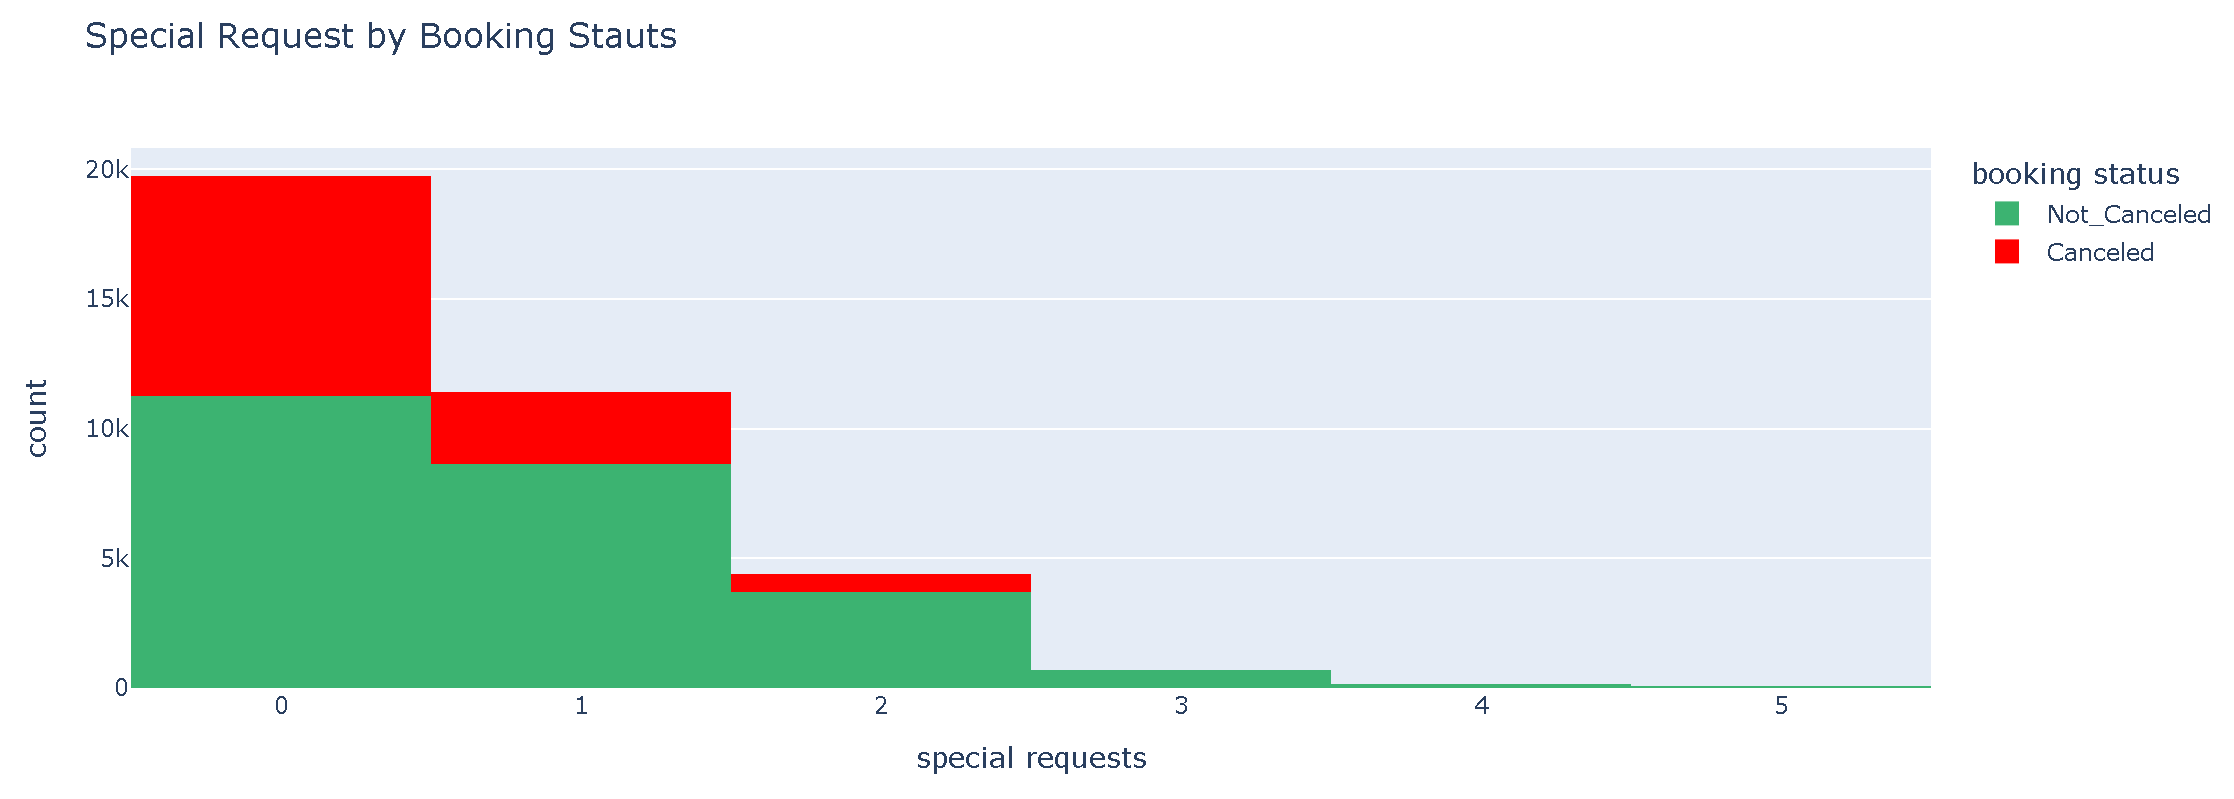 Special Request by Booking Stauts
20k
15k
10k
5k
0
count
0 1 2 3 4 5
special requests
booking status
Not_Canceled
Canceled